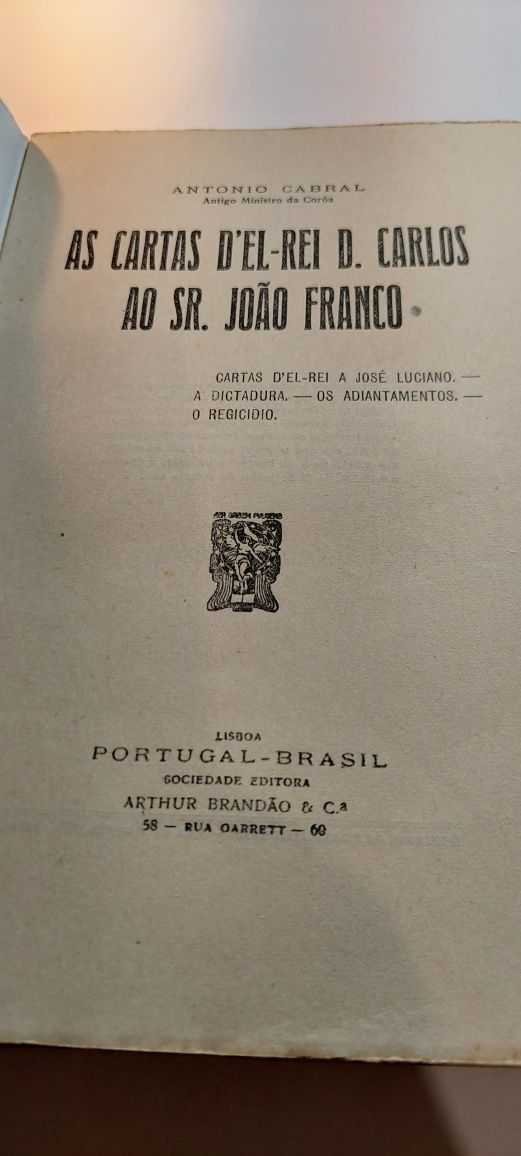 ANTONIO CABRAL
Antigo Ministro da Corôa
AS CARTAS D'EL-REI D. CARLOS
AO SR. JOÃO FRANCO
CARTAS D'EL-REI A JOSÉ LUCIANO. —
A DICTADURA. — OS ADIANTAMENTOS. —
O REGICIDIO.
LISBOA
PORTUGAL-BRASIL
SOCIEDADE EDITORA
ARTHUR BRANDÃO & C.ª
58 — RUA GARRETT — 60